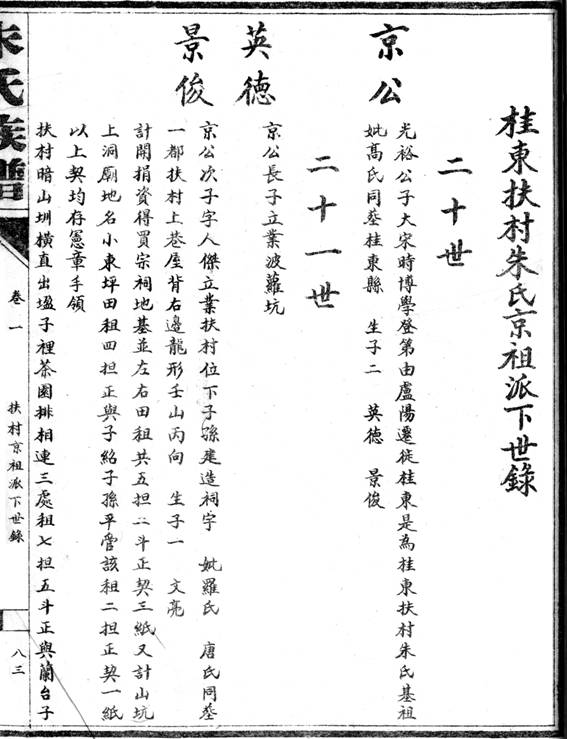 桂東扶村朱氏京祖派下世錄
二十世
京公
光裕公子大宋時博學登第由盧陽遷徙桂東是為桂東扶村朱氏基祖
妣髙氏同塟桂東縣 生子二 英德 景俊
二十一世
英德
京公長子立業波蘿坑
景俊
京公次子字人傑立業扶村位下子孫建造祠宇 妣羅氏 唐氏同塟
一都扶村上巷屋背右邊龍形壬山丙向 生子一 文亮
計開捐資得買宗祠地基並左右田租共五担二斗正契三紙又計山坑
上洞廟地名小東坪田租四担正與子紹子孫平管該租二担正契一紙
以上契均存憲章手領
扶村暗山圳橫直出塩子裡茶園排相連三處租七担五斗正與蘭台子
朱氏族譜
卷一
扶村京祖派下世錄
八三